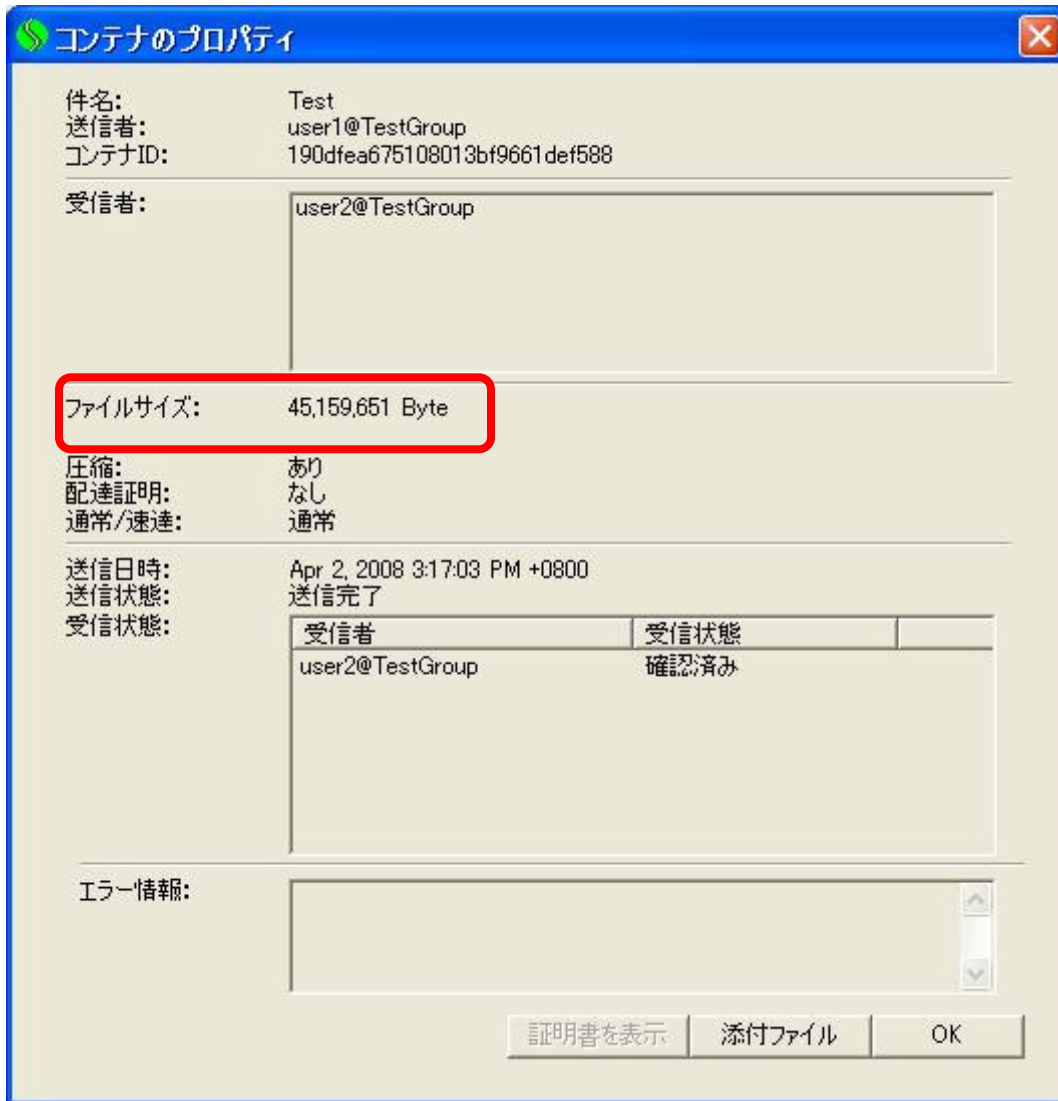 コンテナのプロパティ
件名: Test
送信者: user1@TestGroup
コンテナID: 190dfea675108013bf9661def588
受信者: user2@TestGroup
ファイルサイズ: 45,159,651 Byte
圧縮: あり
配達証明: なし
通常/速達: 通常
送信日時: Apr 2, 2008 3:17:03 PM +0800
送信状態: 送信完了
受信状態: 受信者 受信状態
user2@TestGroup 確認済み
エラー情報:
証明書を表示 添付ファイル OK